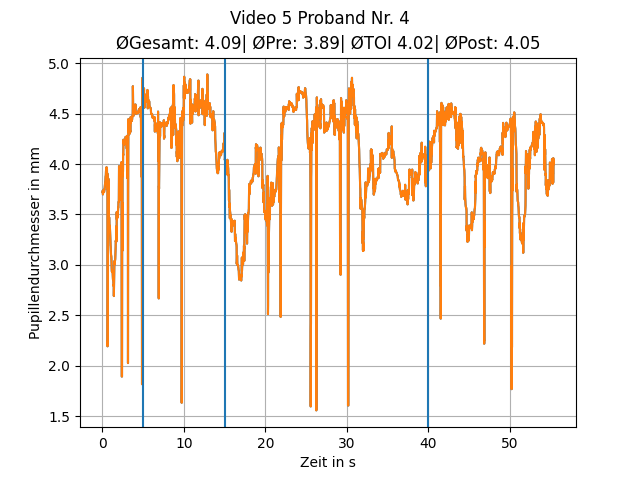 Video 5 Proband Nr. 4
ØGesamt: 4.09| ØPre: 3.89| ØTOI 4.02| ØPost: 4.05
5.0
4.5
4.0
3.5
3.0
2.5
2.0
1.5
Pupillendurchmesser in mm
0 10 20 30 40 50
Zeit in s